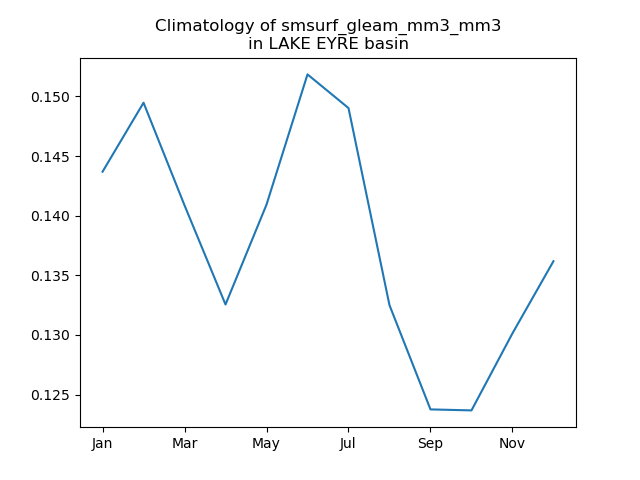 Climatology of smsurf_gleam_mm3_mm3
in LAKE EYRE basin
0.150
0.145
0.140
0.135
0.130
0.125
Jan Mar May Jul Sep Nov